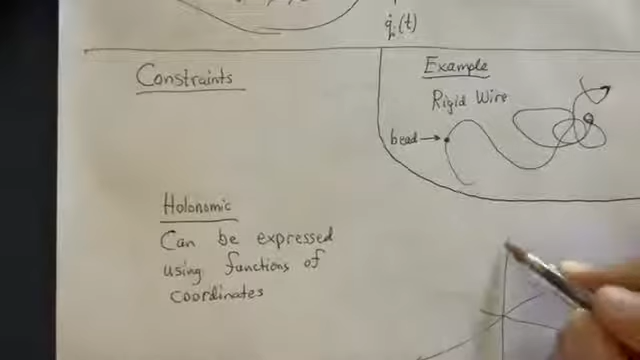 q̇ᵢ(t)
Constraints
Example
Rigid Wire
bead
Holonomic
Can be expressed
using functions of
coordinates